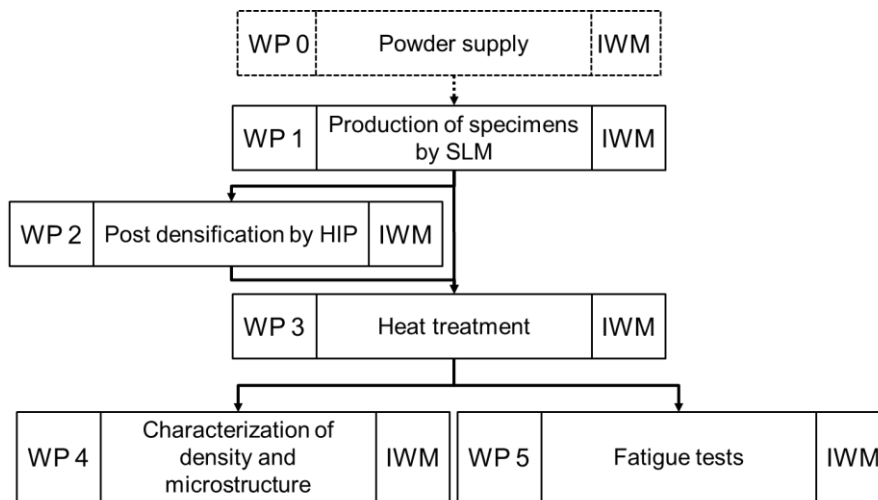 WP 0 Powder supply IWM
WP 1 Production of specimens by SLM IWM
WP 2 Post densification by HIP IWM
WP 3 Heat treatment IWM
WP 4 Characterization of density and microstructure IWM
WP 5 Fatigue tests IWM